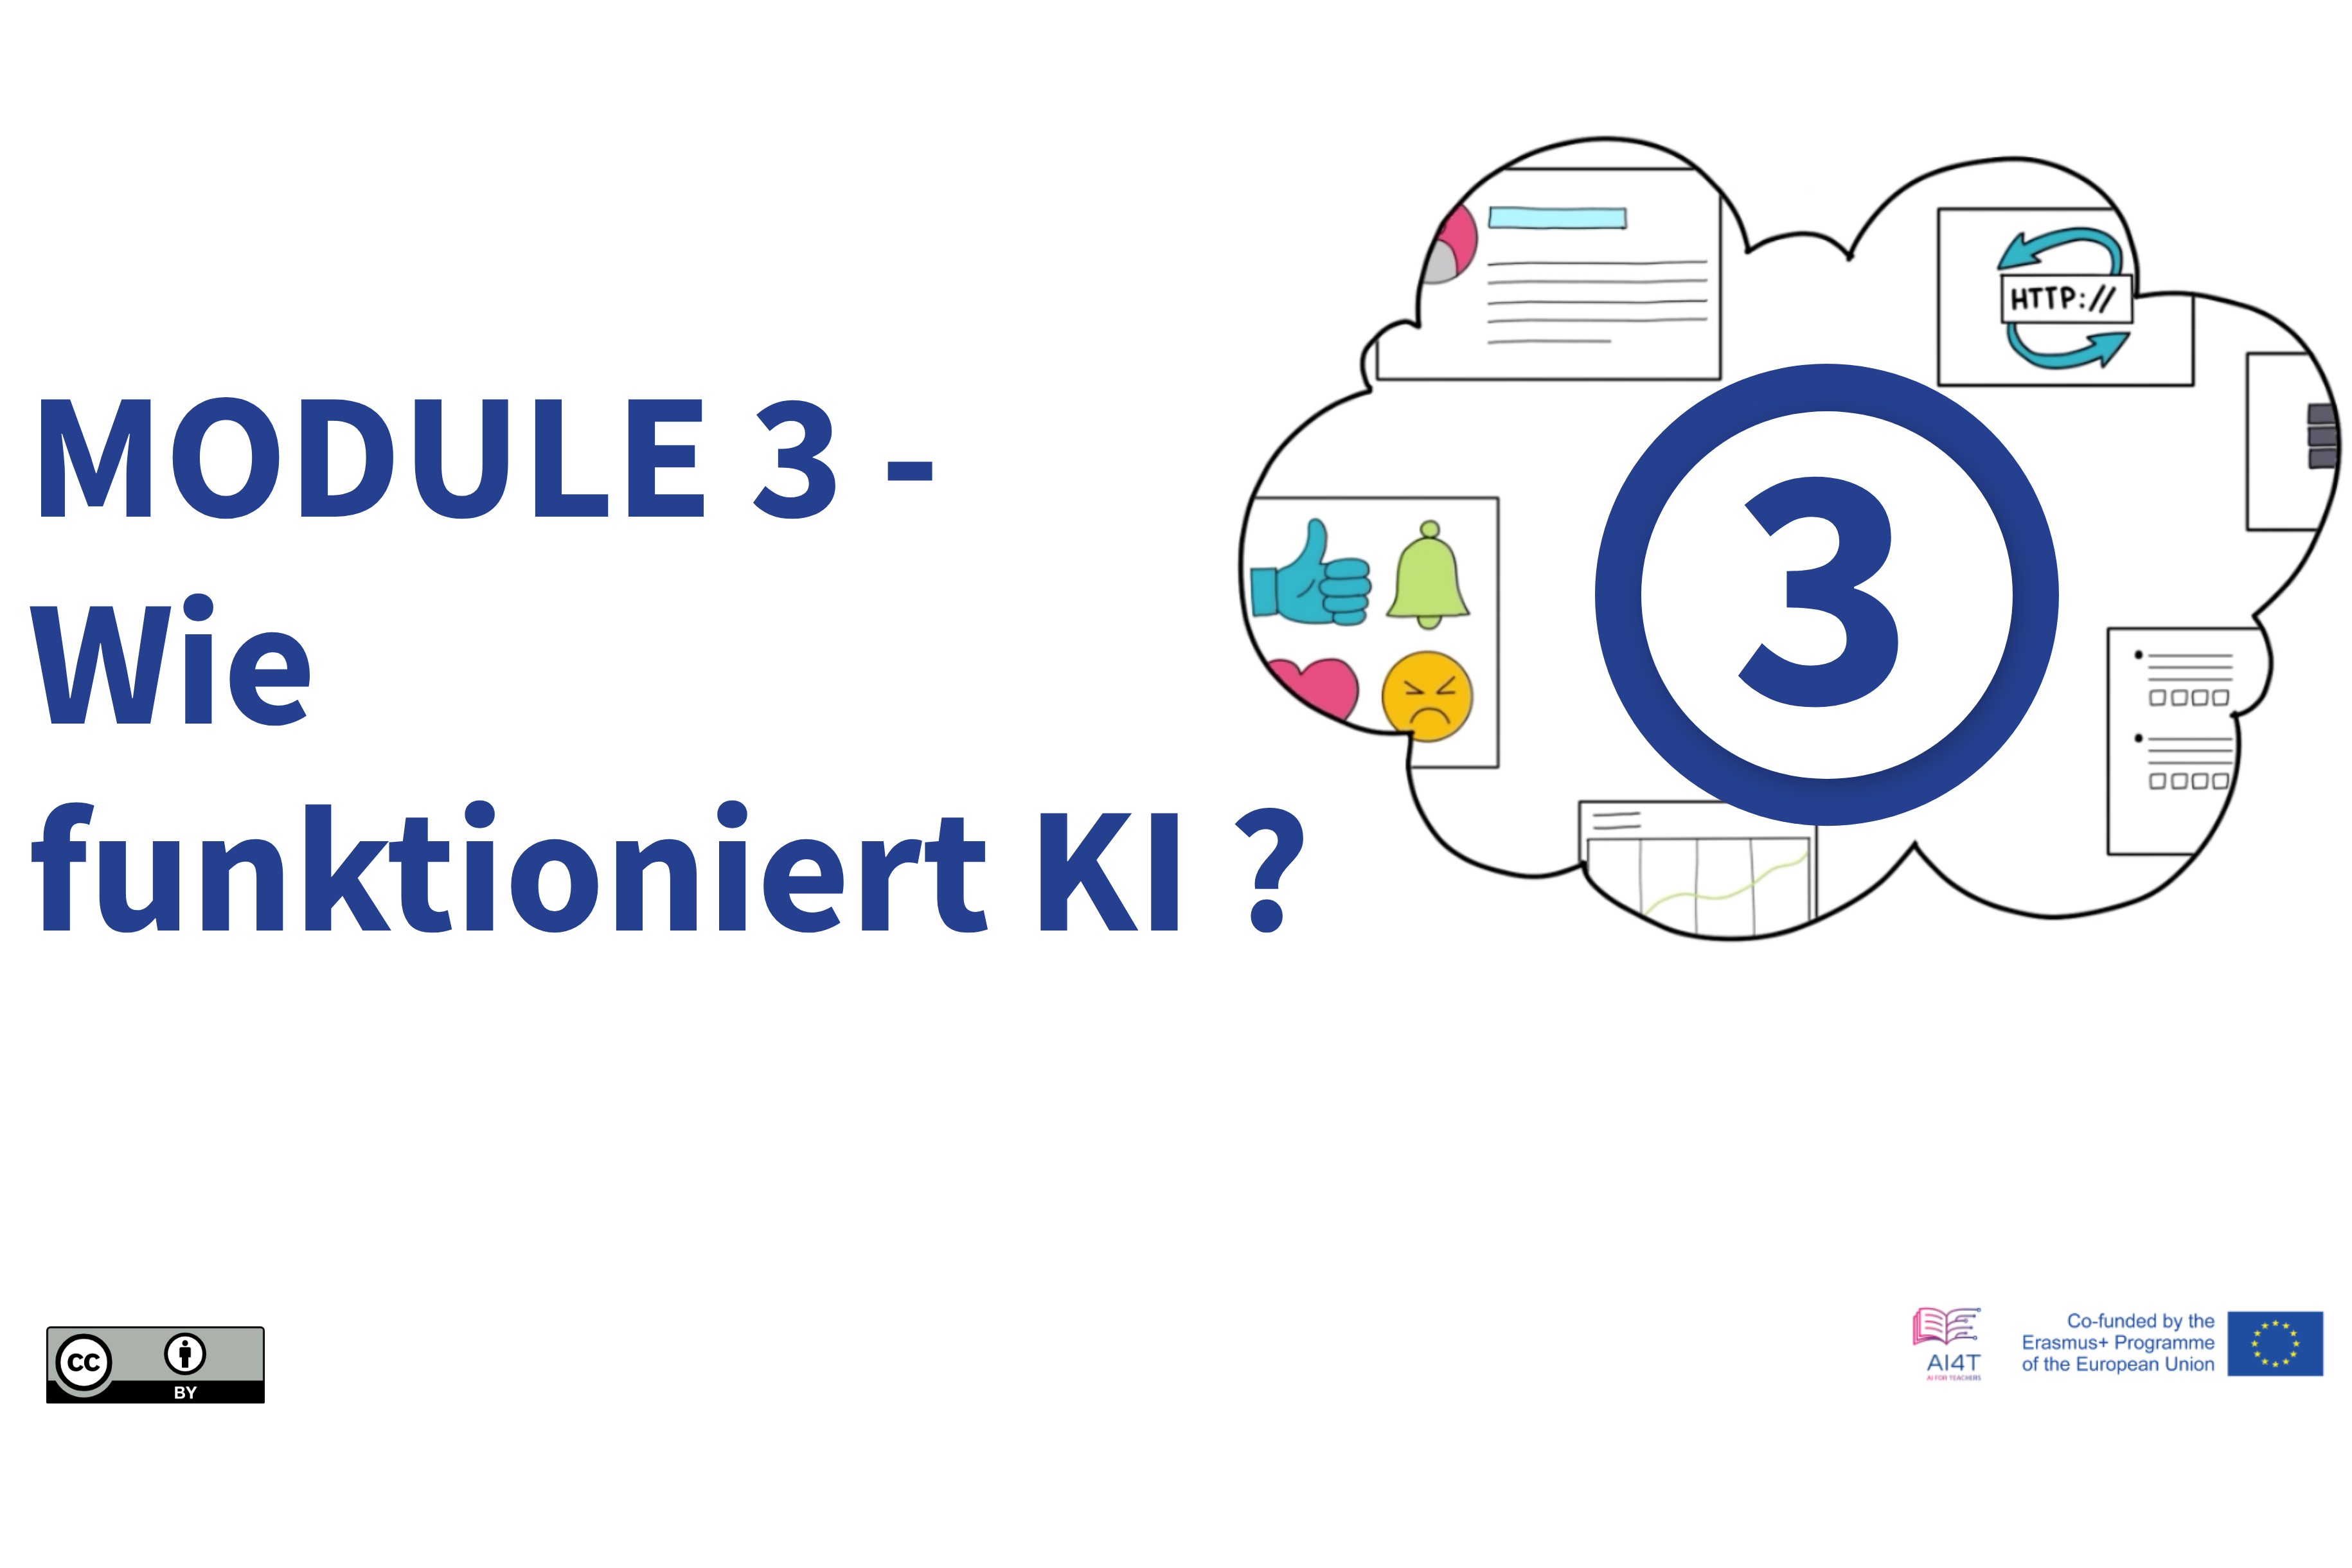 MODULE 3 -
Wie
funktioniert KI ?
HTTP://
3
CC
BY
AI4T
AI FOR TEACHERS
Co-funded by the
Erasmus+ Programme
of the European Union